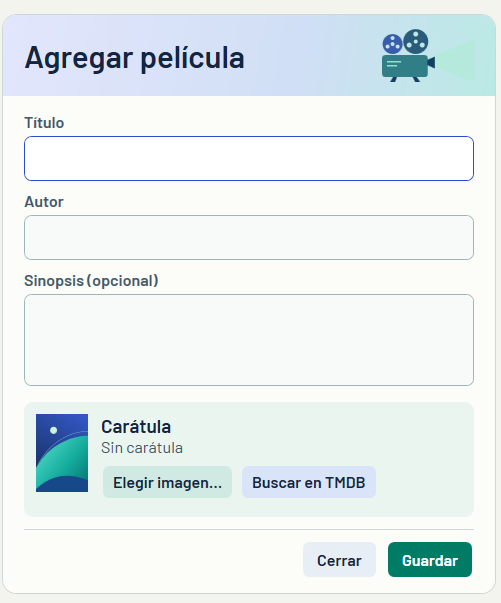 Agregar película
Título
Autor
Sinopsis (opcional)
Carátula
Sin carátula
Elegir imagen...
Buscar en TMDB
Cerrar
Guardar